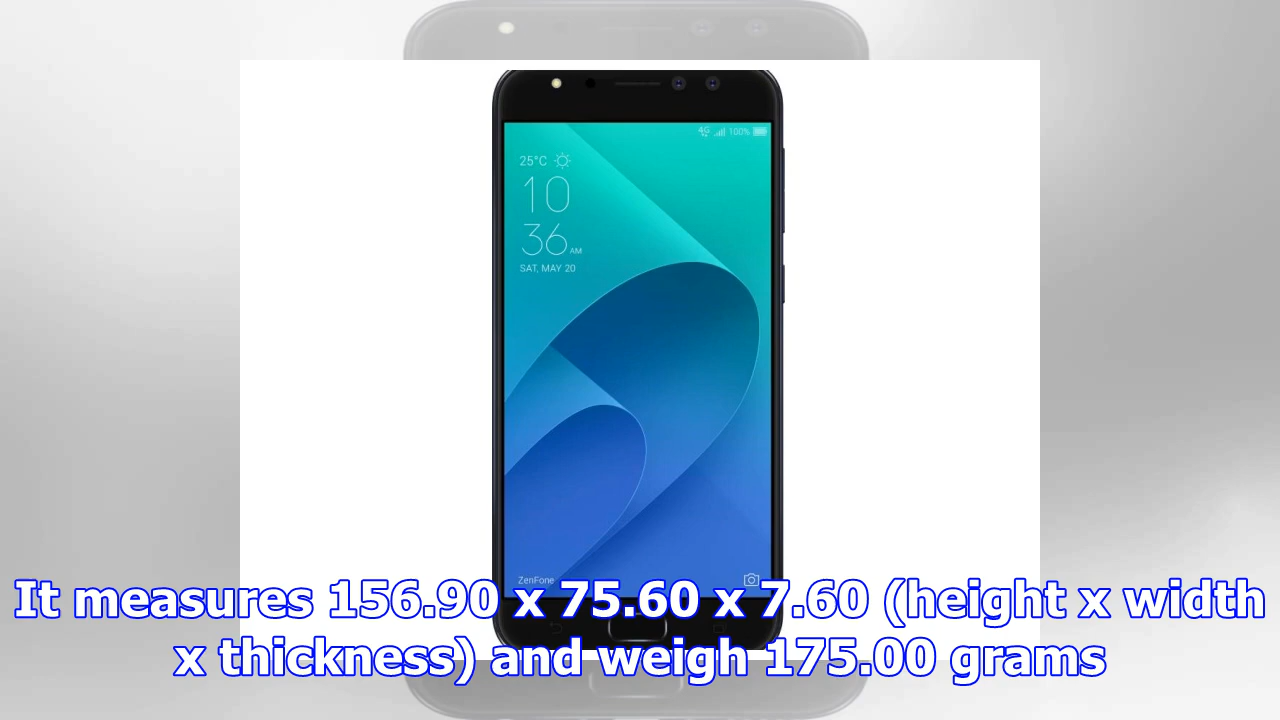 4G 100%
25°C
10
36 AM
SAT, MAY 20
ZenFone
It measures 156.90 x 75.60 x 7.60 (height x width
x thickness) and weigh 175.00 grams